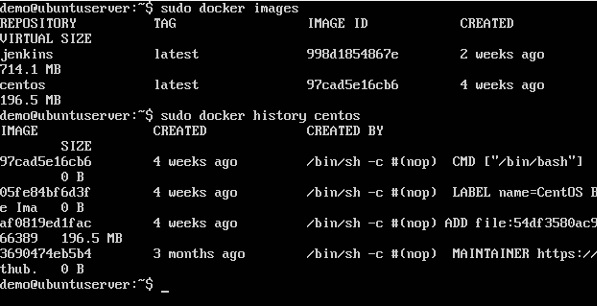 demo@ubuntuserver:~$ sudo docker images
REPOSITORY TAG IMAGE ID CREATED
VIRTUAL SIZE
jenkins latest 998d1854867e 2 weeks ago
714.1 MB
centos latest 97cad5e16cb6 4 weeks ago
196.5 MB
demo@ubuntuserver:~$ sudo docker history centos
IMAGE CREATED CREATED BY
SIZE
97cad5e16cb6 4 weeks ago /bin/sh -c #(nop) CMD ["/bin/bash"]
0 B
05fe84bf6d3f 4 weeks ago /bin/sh -c #(nop) LABEL name=CentOS B
e Ima 0 B
af0819ed1fac 4 weeks ago /bin/sh -c #(nop) ADD file:54df3580ac9
66389 196.5 MB
3690474eb5b4 3 months ago /bin/sh -c #(nop) MAINTAINER https://
thub. 0 B
demo@ubuntuserver:~$ _